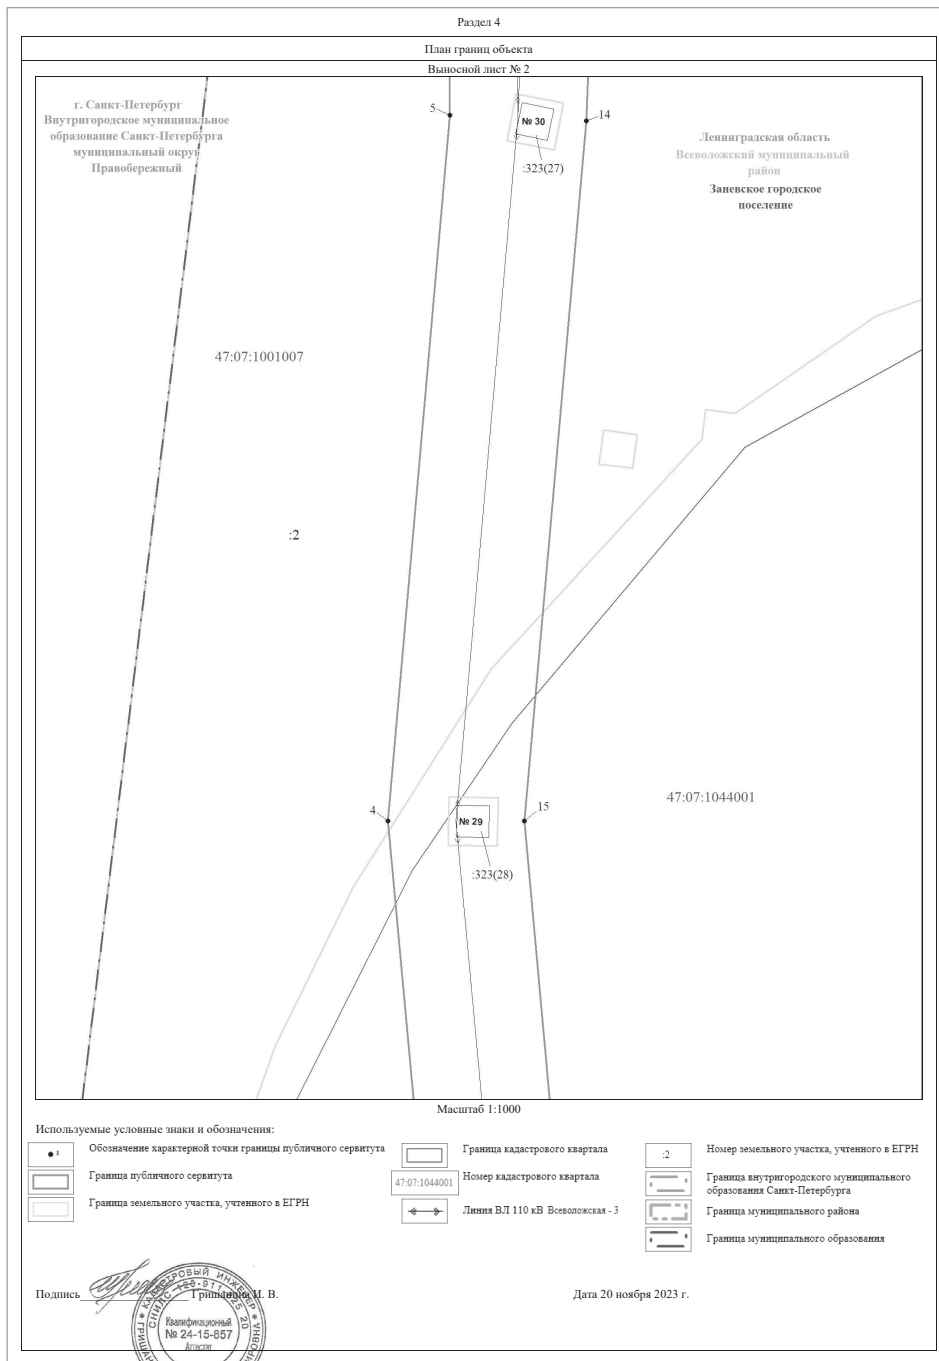 Раздел 4
План границ объекта
Выносной лист № 2
г. Санкт-Петербург
Внутригородское муниципальное
образование Санкт-Петербурга
муниципальный округ
Правобережный
5
№ 30
14
:323(27)
Ленинградская область
Всеволожский муниципальный
район
Заневское городское
поселение
47:07:1001007
:2
47:07:1044001
4
№ 29
15
:323(28)
Масштаб 1:1000
Используемые условные знаки и обозначения:
1
Обозначение характерной точки границы публичного сервитута
Граница публичного сервитута
Граница земельного участка, учтенного в ЕГРН
Граница кадастрового квартала
47:07:1044001
Номер кадастрового квартала
Линия ВЛ 110 кВ Всеволожская - 3
:2
Номер земельного участка, учтенного в ЕГРН
Граница внутригородского муниципального
образования Санкт-Петербурга
Граница муниципального района
Граница муниципального образования
Подпись
Гришанина И. В.
Дата 20 ноября 2023 г.
КАДАСТРОВЫЙ ИНЖЕНЕР
Квалификационный
№ 24-15-857
Аттестат